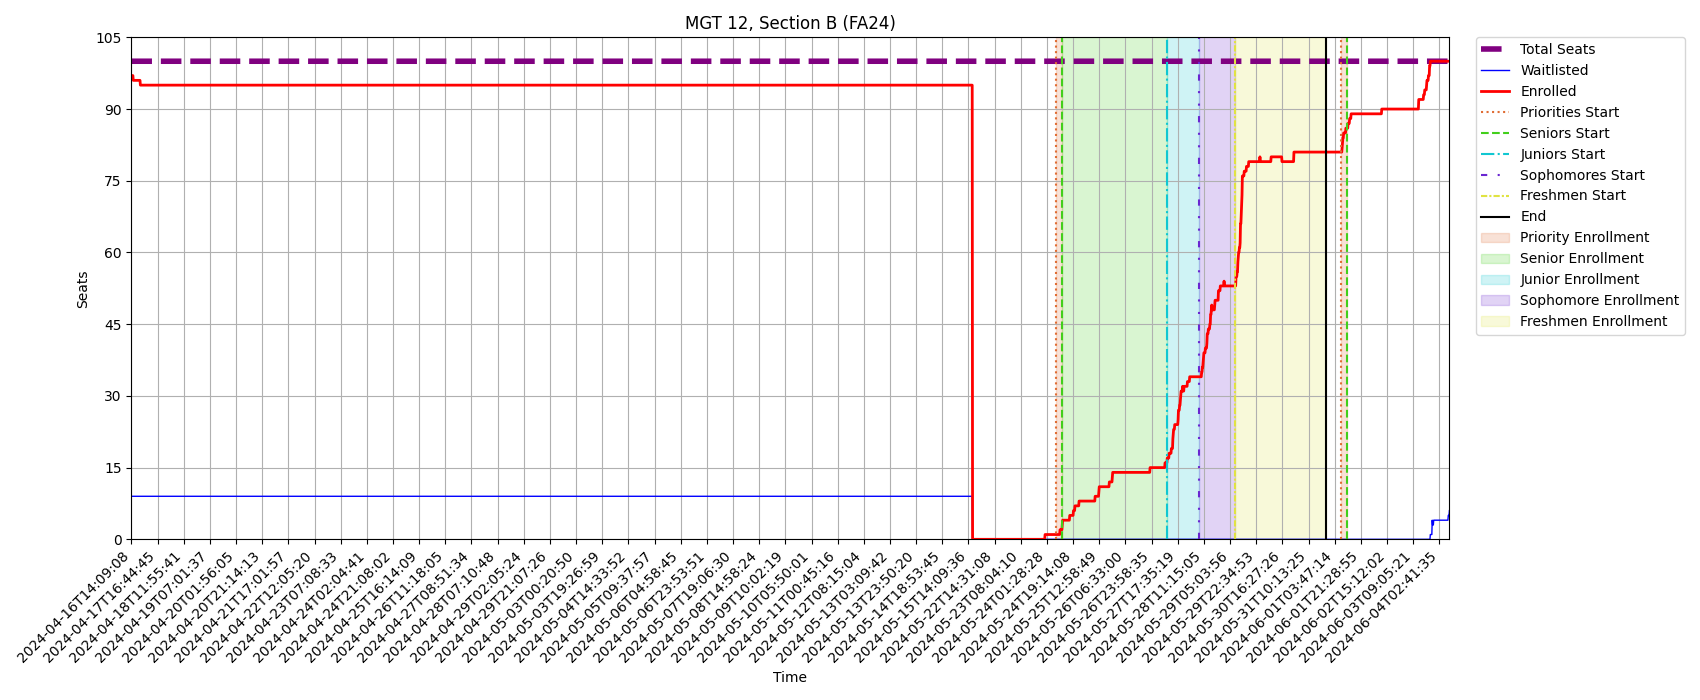 MGT 12, Section B (FA24)
105
90
75
60
45
30
15
0
Seats
2024-04-16T14:09:08
2024-04-17T16:44:45
2024-04-18T11:55:41
2024-04-19T07:01:37
2024-04-20T01:56:05
2024-04-20T21:14:13
2024-04-21T17:01:57
2024-04-22T12:05:20
2024-04-23T07:08:33
2024-04-24T02:04:41
2024-04-24T21:08:02
2024-04-25T16:14:09
2024-04-26T11:18:05
2024-04-27T08:51:34
2024-04-28T07:10:48
2024-04-29T02:05:24
2024-04-29T21:07:26
2024-05-03T00:20:50
2024-05-03T19:26:59
2024-05-04T14:33:52
2024-05-05T09:37:57
2024-05-06T04:58:45
2024-05-06T23:53:51
2024-05-07T19:06:30
2024-05-08T14:58:24
2024-05-09T10:02:19
2024-05-10T05:50:01
2024-05-11T00:45:16
2024-05-12T08:15:04
2024-05-13T03:09:42
2024-05-13T23:50:20
2024-05-14T18:53:45
2024-05-15T14:09:36
2024-05-22T14:31:08
2024-05-23T08:04:10
2024-05-24T01:28:28
2024-05-24T19:14:08
2024-05-25T12:58:49
2024-05-26T06:33:00
2024-05-26T23:58:35
2024-05-27T17:35:19
2024-05-28T11:15:05
2024-05-29T05:03:56
2024-05-29T22:34:53
2024-05-30T16:27:26
2024-05-31T10:13:25
2024-06-01T03:47:14
2024-06-01T21:28:55
2024-06-02T15:12:02
2024-06-03T09:05:21
2024-06-04T02:41:35
Time
Total Seats
Waitlisted
Enrolled
Priorities Start
Seniors Start
Juniors Start
Sophomores Start
Freshmen Start
End
Priority Enrollment
Senior Enrollment
Junior Enrollment
Sophomore Enrollment
Freshmen Enrollment